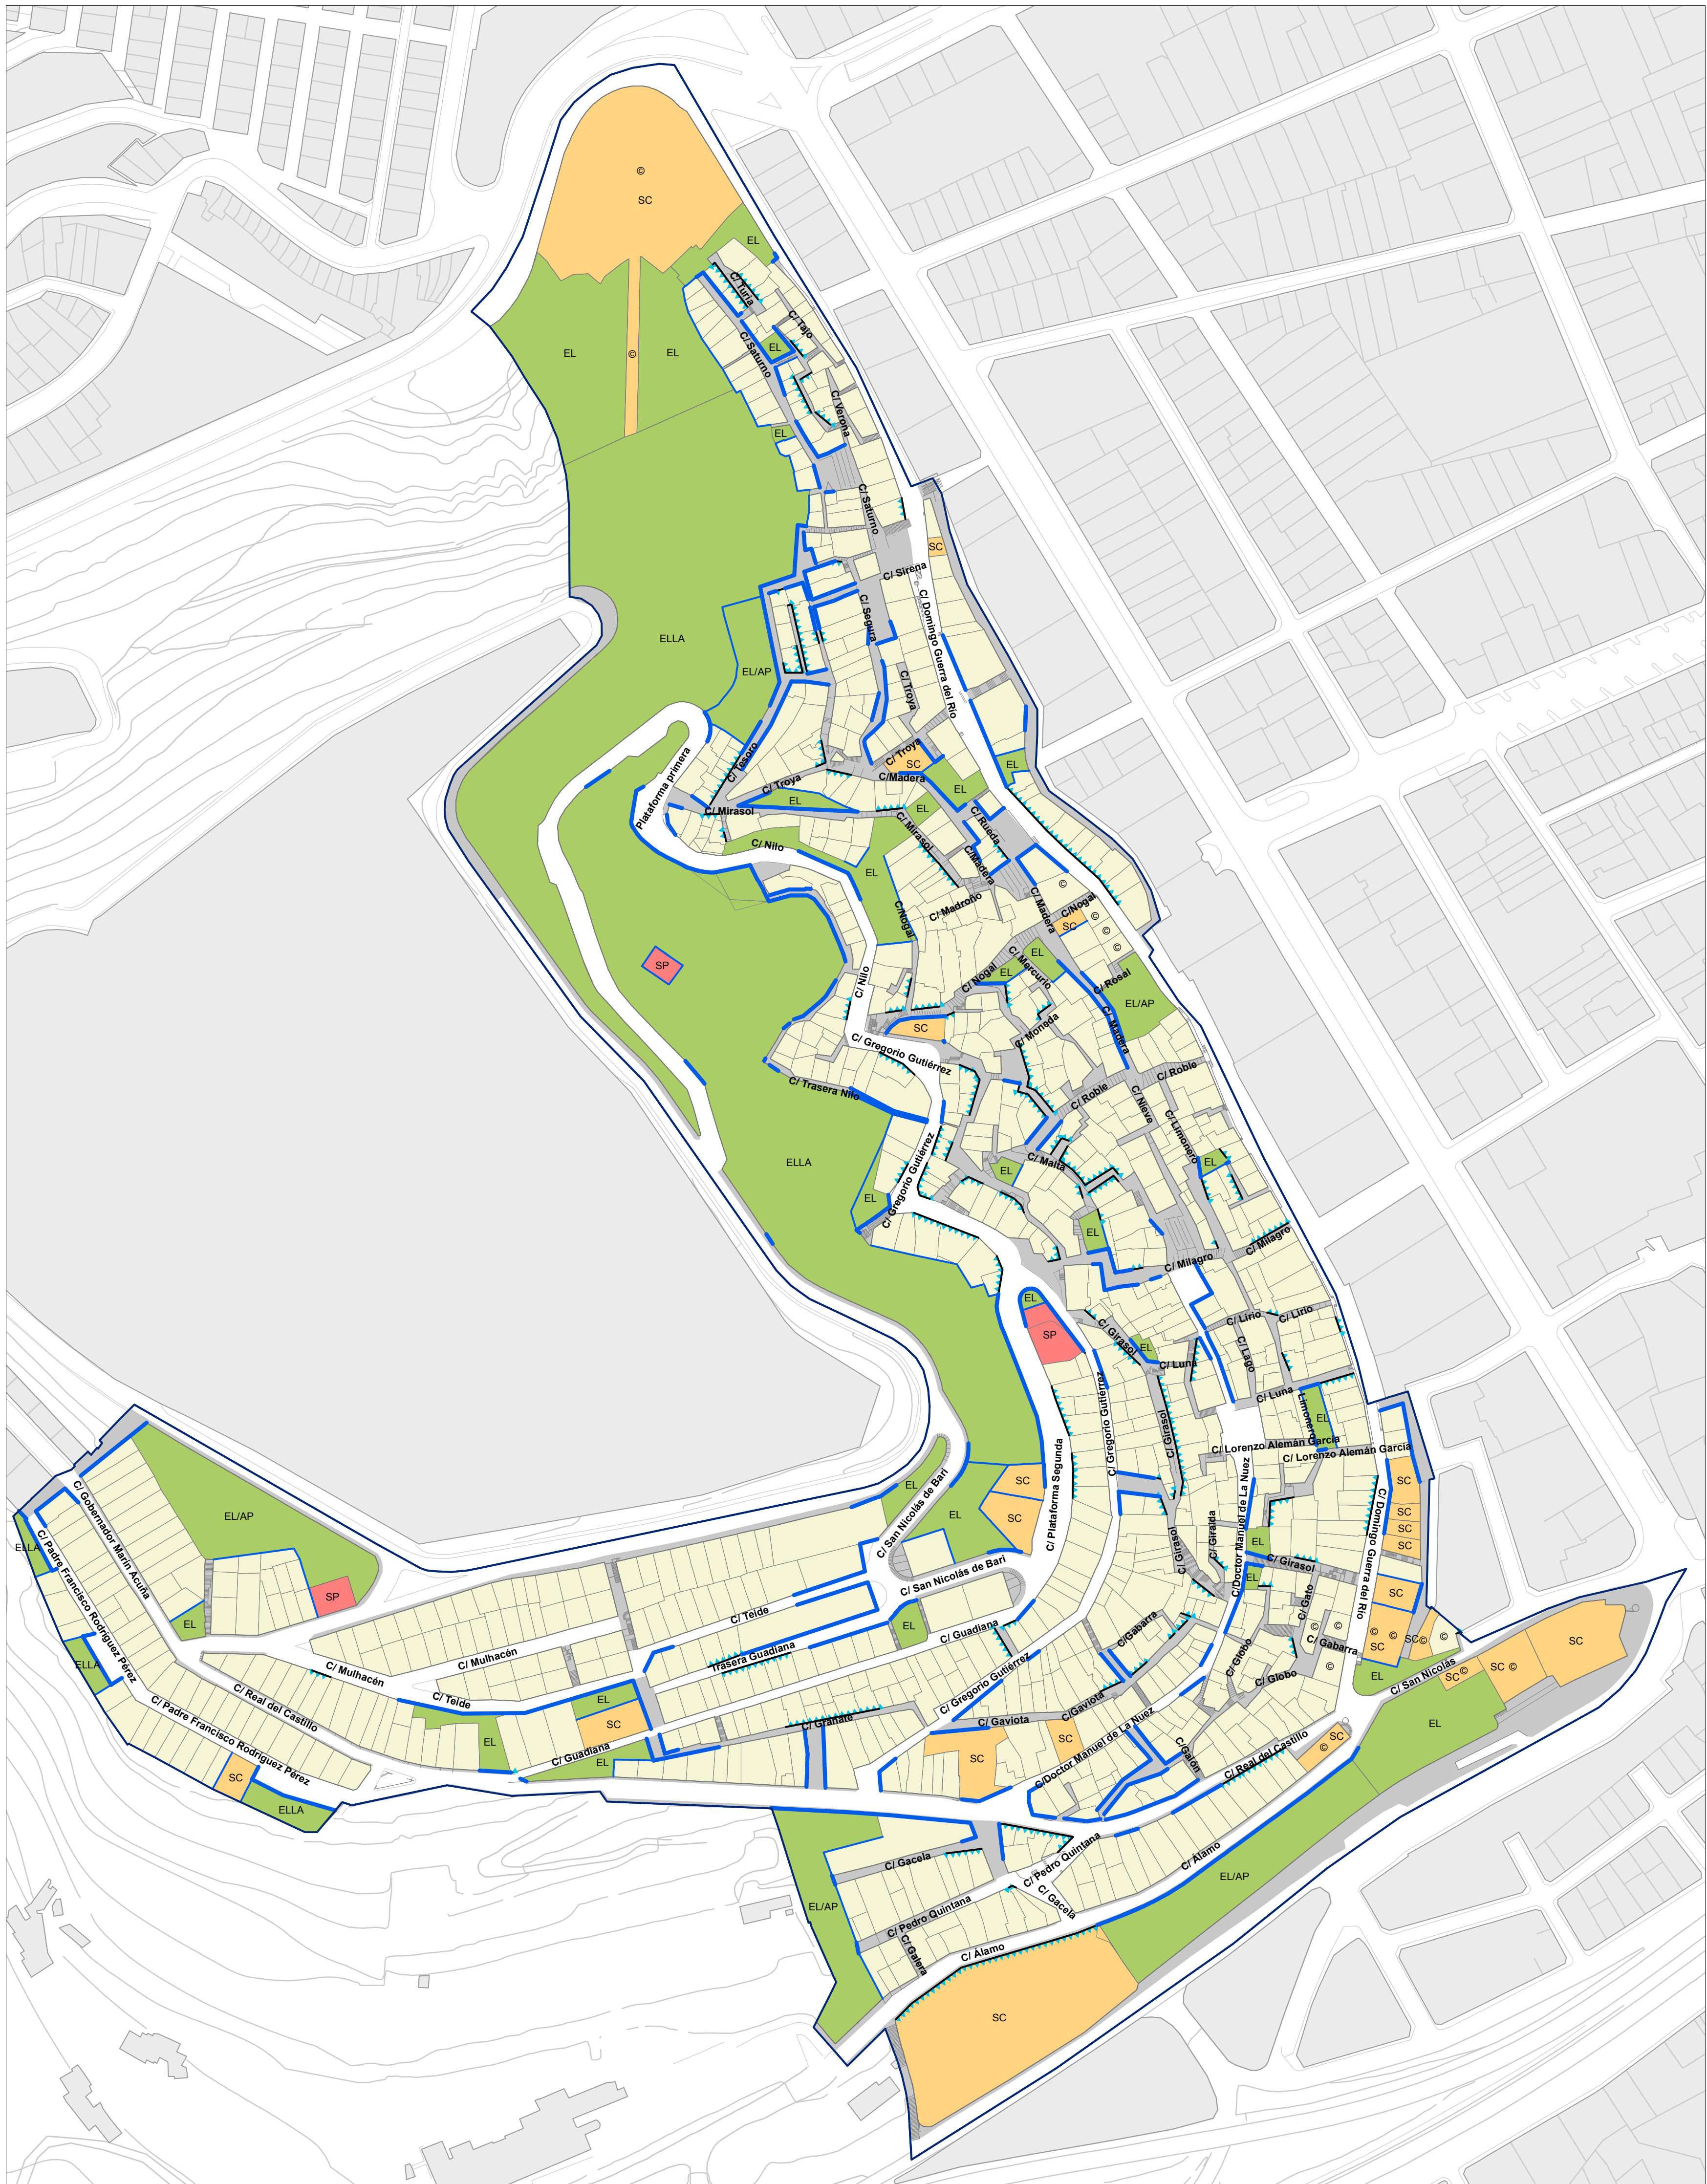 ©
SC
EL
C/ Turia
C/ Tajo
EL
©
EL
C/ Saturno
EL
C/ Verona
EL
C/ Saturno
SC
C/ Sirena
C/ Segura
C/ Domingo Guerra del Río
ELLA
EL/AP
C/ Troya
C/ Tesoro
C/ Troya
SC
EL
Plataforma primera
C/Madera
C/ Troya
EL
EL
EL
C/ Mirasol
C/ Rueda
C/ Mirasol
C/ Nilo
C/Madera
EL
©
C/ Madera
C/Nogal
C/ Madroño
C/Nogal
SC
©
©
©
SP
C/ Mercurio
EL
EL
C/ Nogal
C/ Nilo
C/ Rosal
EL/AP
SC
C/ Moneda
C/ Madera
C/ Gregorio Gutiérrez
C/ Roble
C/ Trasera Nilo
C/ Roble
C/ Nieve
C/ Limonero
ELLA
C/ Malta
EL
EL
EL
C/ Gregorio Gutiérrez
EL
C/ Milagro
C/ Milagro
EL
SP
C/ Girasol
C/ Lirio
C/ Lirio
EL
C/ Luna
C/ Lago
C/ Gregorio Gutiérrez
C/ Luna
Limonero
EL
C/ Girasol
C/ Lorenzo Alemán García
C/ Lorenzo Alemán García
C/ Plataforma Segunda
SC
SC
EL
EL
C/ San Nicolás de Bari
SC
SC
SC
SC
C/ Domingo Guerra del Río
C/Doctor Manuel de La Nuez
C/ Gobernador Marín Acuña
EL/AP
ELLA
C/ Padre Francisco Rodríguez Pérez
C/ Giralda
C/ Girasol
EL
C/ Girasol
EL
C/ San Nicolás de Bari
SP
EL
SC
C/ Gato
C/ Teide
EL
C/ Guadiana
C/Gabarra
©
©
C/ Gabarra
©
©
SC
SC
©
©
SC
ELLA
C/ Mulhacén
C/ Mulhacén
Trasera Guadiana
C/ Globo
C/ Globo
©
EL
C/ San Nicolás
SC
©
SC
©
C/ Real del Castillo
C/ Teide
EL
SC
C/ Gregorio Gutiérrez
C/Gaviota
C/ Gaviota
C/ Granate
EL
C/ Padre Francisco Rodríguez Pérez
EL
C/ Guadiana
EL
SC
SC
C/Doctor Manuel de La Nuez
C/Galón
C/ Real del Castillo
©
SC
SC
ELLA
C/ Gacela
C/ Pedro Quintana
C/ Álamo
EL/AP
EL/AP
C/ Gacela
C/ Pedro Quintana
C/ Galera
C/ Álamo
SC